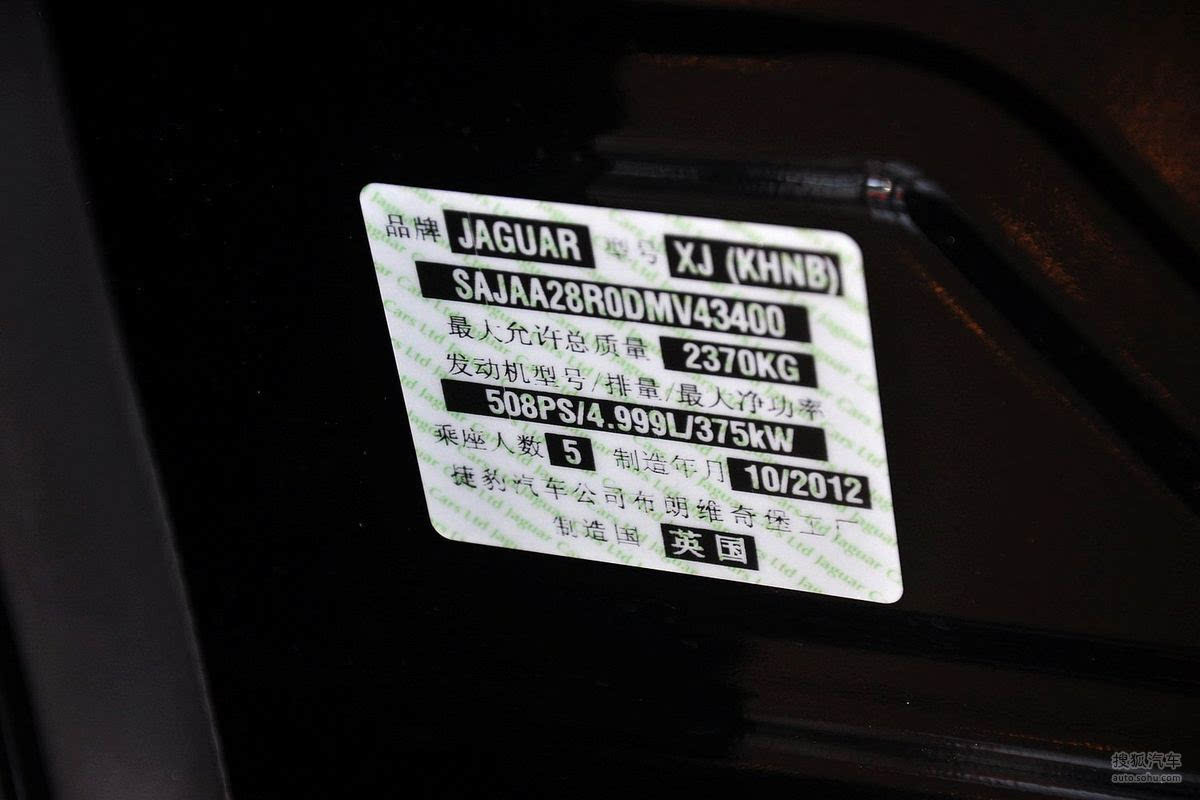 品牌 JAGUAR 型号 XJ (KHNB)
SAJAA28R0DMV43400
最大允许总质量 2370KG
发动机型号/排量/最大净功率
508PS/4.999L/375kW
乘座人数 5 制造年月 10/2012
捷豹汽车公司布朗维奇堡工厂
制造国 英国
搜狐汽车
auto.sohu.com